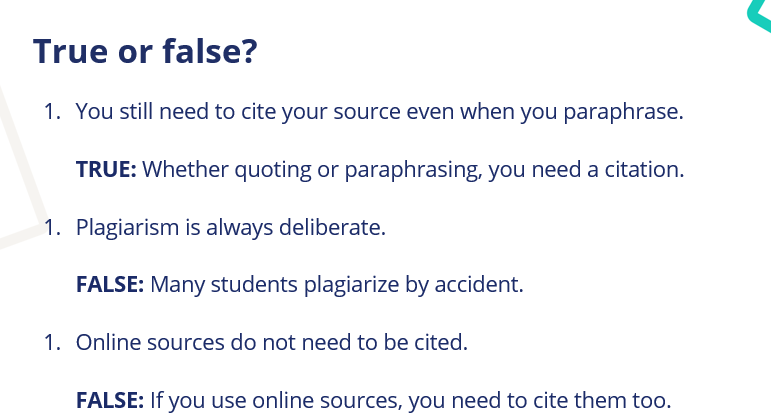 True or false?
1. You still need to cite your source even when you paraphrase.
TRUE: Whether quoting or paraphrasing, you need a citation.
1. Plagiarism is always deliberate.
FALSE: Many students plagiarize by accident.
1. Online sources do not need to be cited.
FALSE: If you use online sources, you need to cite them too.